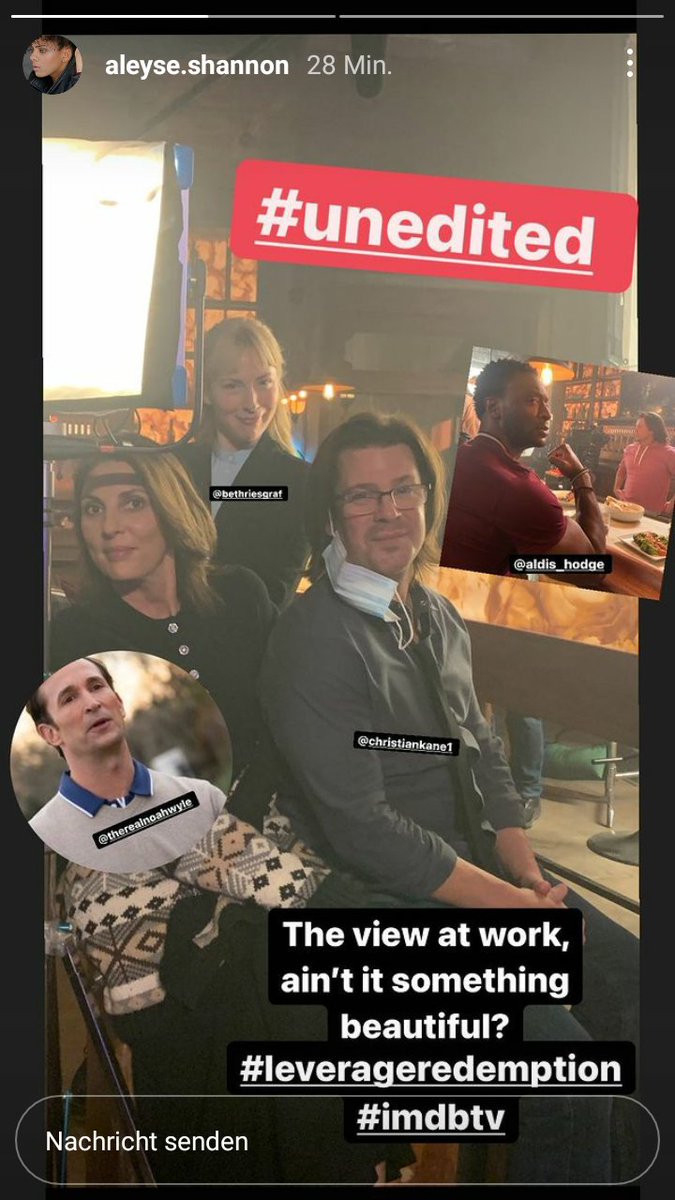 aleyse.shannon 28 Min.
#unedited
@bethriesgraf
@aldis_hodge
@christiankane1
@therealnoahwyle
The view at work,
ain't it something
beautiful?
#leverageredemption
#imdbtv
Nachricht senden